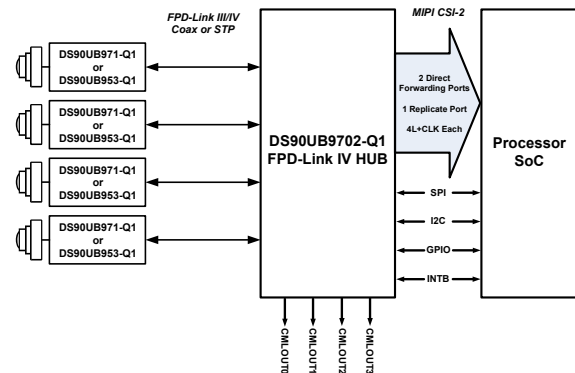 FPD-Link III/IV
Coax or STP
MIPI CSI-2
DS90UB971-Q1
or
DS90UB953-Q1
DS90UB971-Q1
or
DS90UB953-Q1
DS90UB971-Q1
or
DS90UB953-Q1
DS90UB971-Q1
or
DS90UB953-Q1
DS90UB9702-Q1
FPD-Link IV HUB
2 Direct
Forwarding Ports
1 Replicate Port
4L+CLK Each
Processor
SoC
SPI
I2C
GPIO
INTB
CMLOUT0
CMLOUT1
CMLOUT2
CMLOUT3